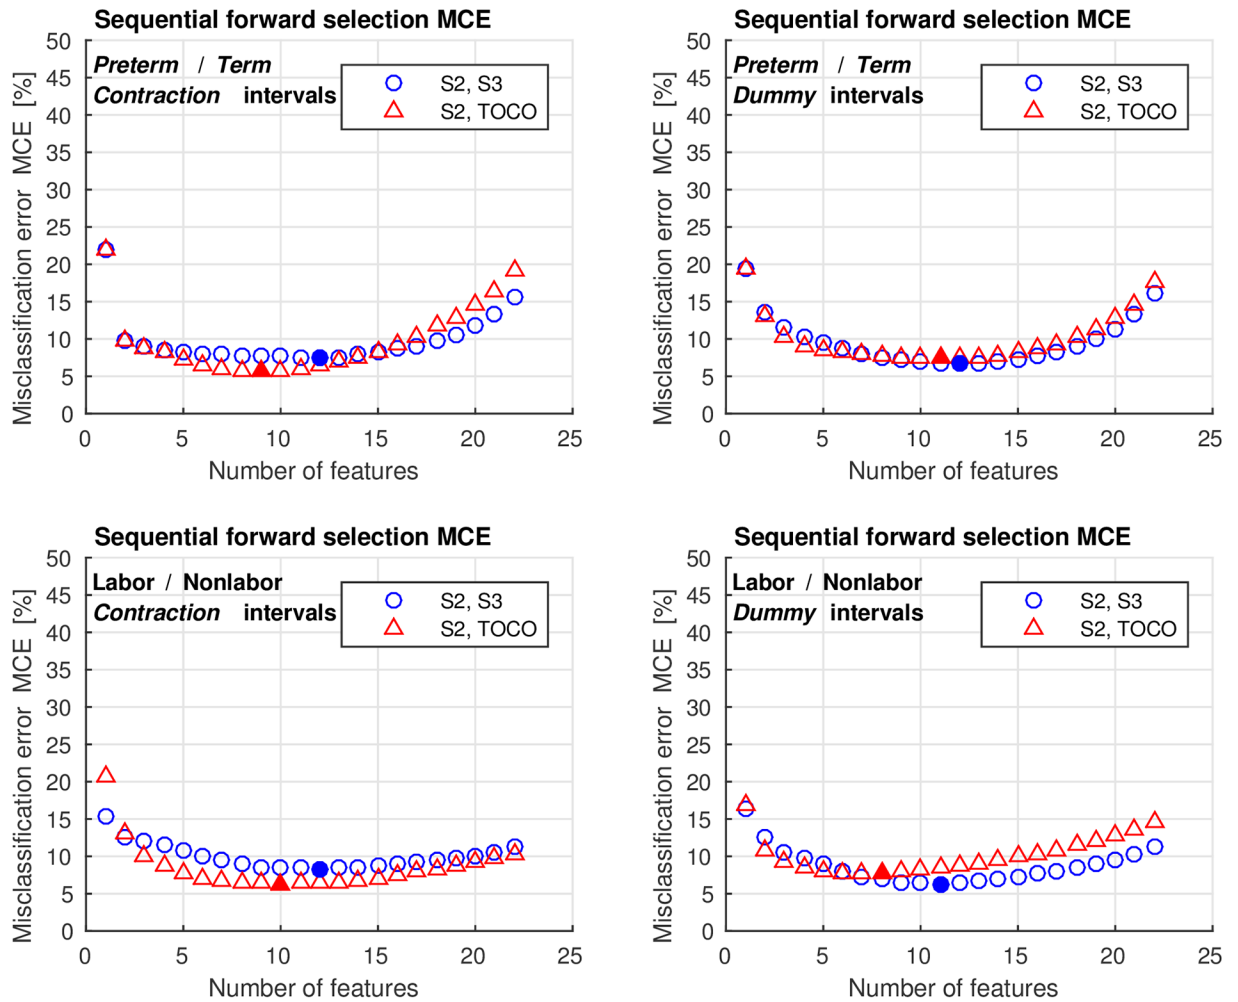 Sequential forward selection MCE
Misclassification error MCE [%]
50
45
40
35
30
25
20
15
10
5
0
Preterm / Term
Contraction intervals
S2, S3
S2, TOCO
0 5 10 15 20 25
Number of features
Sequential forward selection MCE
Misclassification error MCE [%]
50
45
40
35
30
25
20
15
10
5
0
Preterm / Term
Dummy intervals
S2, S3
S2, TOCO
0 5 10 15 20 25
Number of features
Sequential forward selection MCE
Misclassification error MCE [%]
50
45
40
35
30
25
20
15
10
5
0
Labor / Nonlabor
Contraction intervals
S2, S3
S2, TOCO
0 5 10 15 20 25
Number of features
Sequential forward selection MCE
Misclassification error MCE [%]
50
45
40
35
30
25
20
15
10
5
0
Labor / Nonlabor
Dummy intervals
S2, S3
S2, TOCO
0 5 10 15 20 25
Number of features